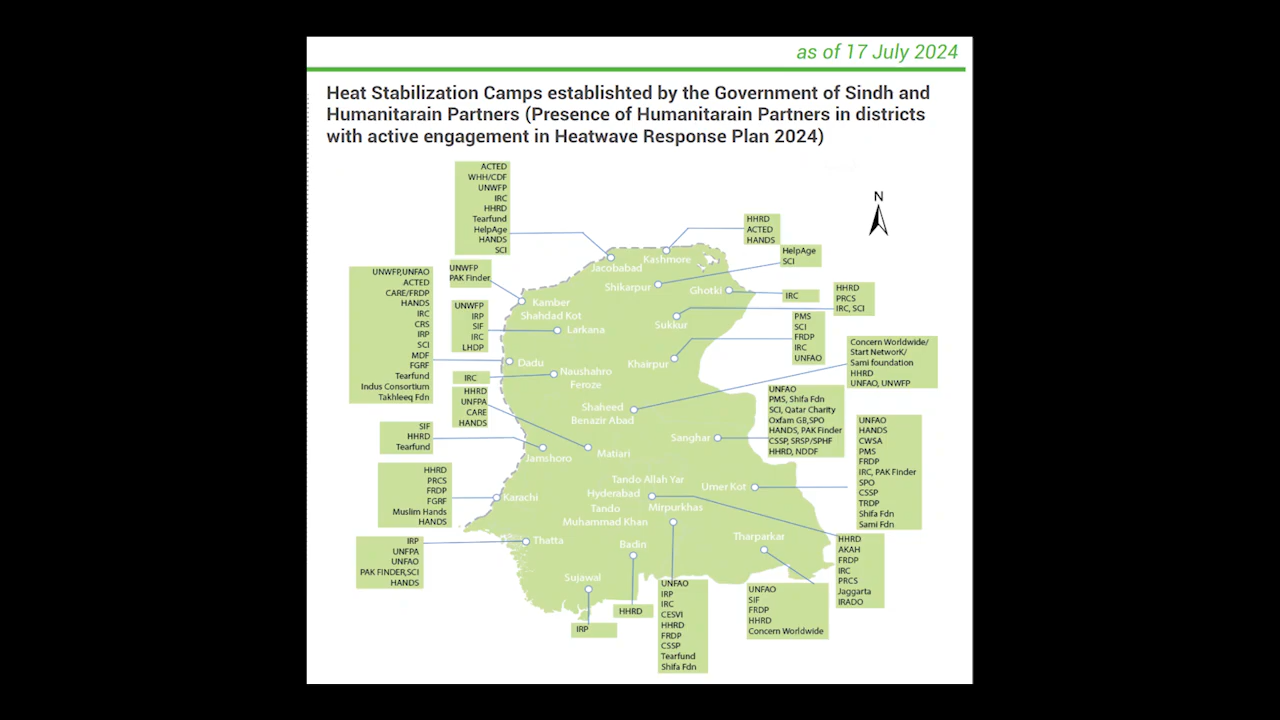 as of 17 July 2024
Heat Stabilization Camps establishted by the Government of Sindh and
Humanitarain Partners (Presence of Humanitarain Partners in districts
with active engagement in Heatwave Response Plan 2024)
N
ACTED
WHH/CDF
UNWFP
IRC
HHRD
Tearfund
HelpAge
HANDS
SCI
HHRD
ACTED
HANDS
HelpAge
SCI
UNWFP
PAK Finder
UNWFP,UNFAO
ACTED
CARE/FRDP
HANDS
IRC
CRS
IRP
SCI
MDF
FGRF
Tearfund
Indus Consortium
Takhleeq Fdn
UNWFP
IRP
SIF
IRC
LHDP
IRC
HHRD
UNFPA
CARE
HANDS
SIF
HHRD
Tearfund
HHRD
PRCS
FRDP
FGRF
Muslim Hands
HANDS
IRP
UNFPA
UNFAO
PAK FINDER,SCI
HANDS
Jacobabad
Kashmore
Shikarpur
Ghotki
Kamber
Shahdad Kot
Larkana
Sukkur
Dadu
Khairpur
Naushahro
Feroze
Shaheed
Benazir Abad
Sanghar
Jamshoro
Matiari
Tando Allah Yar
Hyderabad
Umer Kot
Karachi
Tando
Muhammad Khan
Mirpurkhas
Thatta
Badin
Tharparkar
Sujawal
IRC
HHRD
PRCS
IRC, SCI
PMS
SCI
FRDP
IRC
UNFAO
Concern Worldwide/
Start NetworK/
Sami foundation
HHRD
UNFAO, UNWFP
UNFAO
PMS, Shifa Fdn
SCI, Qatar Charity
Oxfam GB,SPO
HANDS, PAK Finder
CSSP, SRSP/SPHF
HHRD, NDDF
UNFAO
HANDS
CWSA
PMS
FRDP
IRC, PAK Finder
SPO
CSSP
TRDP
Shifa Fdn
Sami Fdn
HHRD
AKAH
FRDP
IRC
PRCS
Jaggarta
IRADO
UNFAO
SIF
FRDP
HHRD
Concern Worldwide
UNFAO
IRP
IRC
CESVI
HHRD
FRDP
CSSP
Tearfund
Shifa Fdn
HHRD
IRP